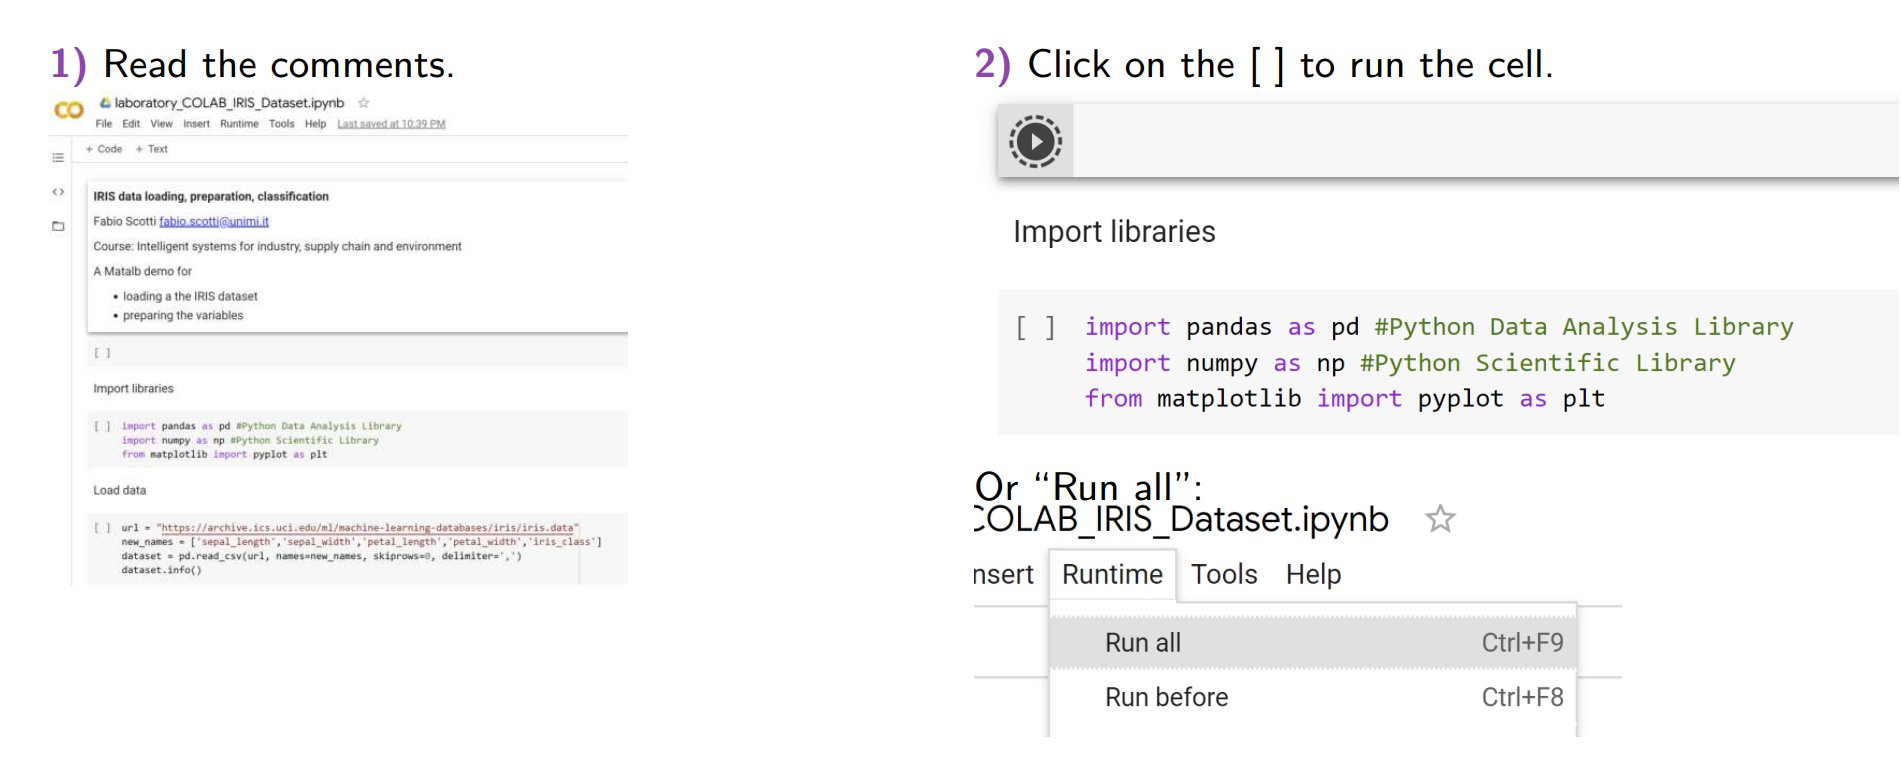 1) Read the comments.
laboratory_COLAB_IRIS_Dataset.ipynb
File Edit View Insert Runtime Tools Help Last saved at 10:39 PM
+ Code + Text
IRIS data loading, preparation, classification
Fabio Scotti fabio.scotti@unimi.it
Course: Intelligent systems for industry, supply chain and environment
A Matalb demo for
• loading a the IRIS dataset
• preparing the variables
[ ]
Import libraries
[ ] import pandas as pd #Python Data Analysis Library
import numpy as np #Python Scientific Library
from matplotlib import pyplot as plt
Load data
[ ] url = "https://archive.ics.uci.edu/ml/machine-learning-databases/iris/iris.data"
new_names = ['sepal_length','sepal_width','petal_length','petal_width','iris_class']
dataset = pd.read_csv(url, names=new_names, skiprows=0, delimiter=',')
dataset.info()
2) Click on the [ ] to run the cell.
Import libraries
[ ] import pandas as pd #Python Data Analysis Library
import numpy as np #Python Scientific Library
from matplotlib import pyplot as plt
Or “Run all”:
COLAB_IRIS_Dataset.ipynb
nsert Runtime Tools Help
Run all Ctrl+F9
Run before Ctrl+F8